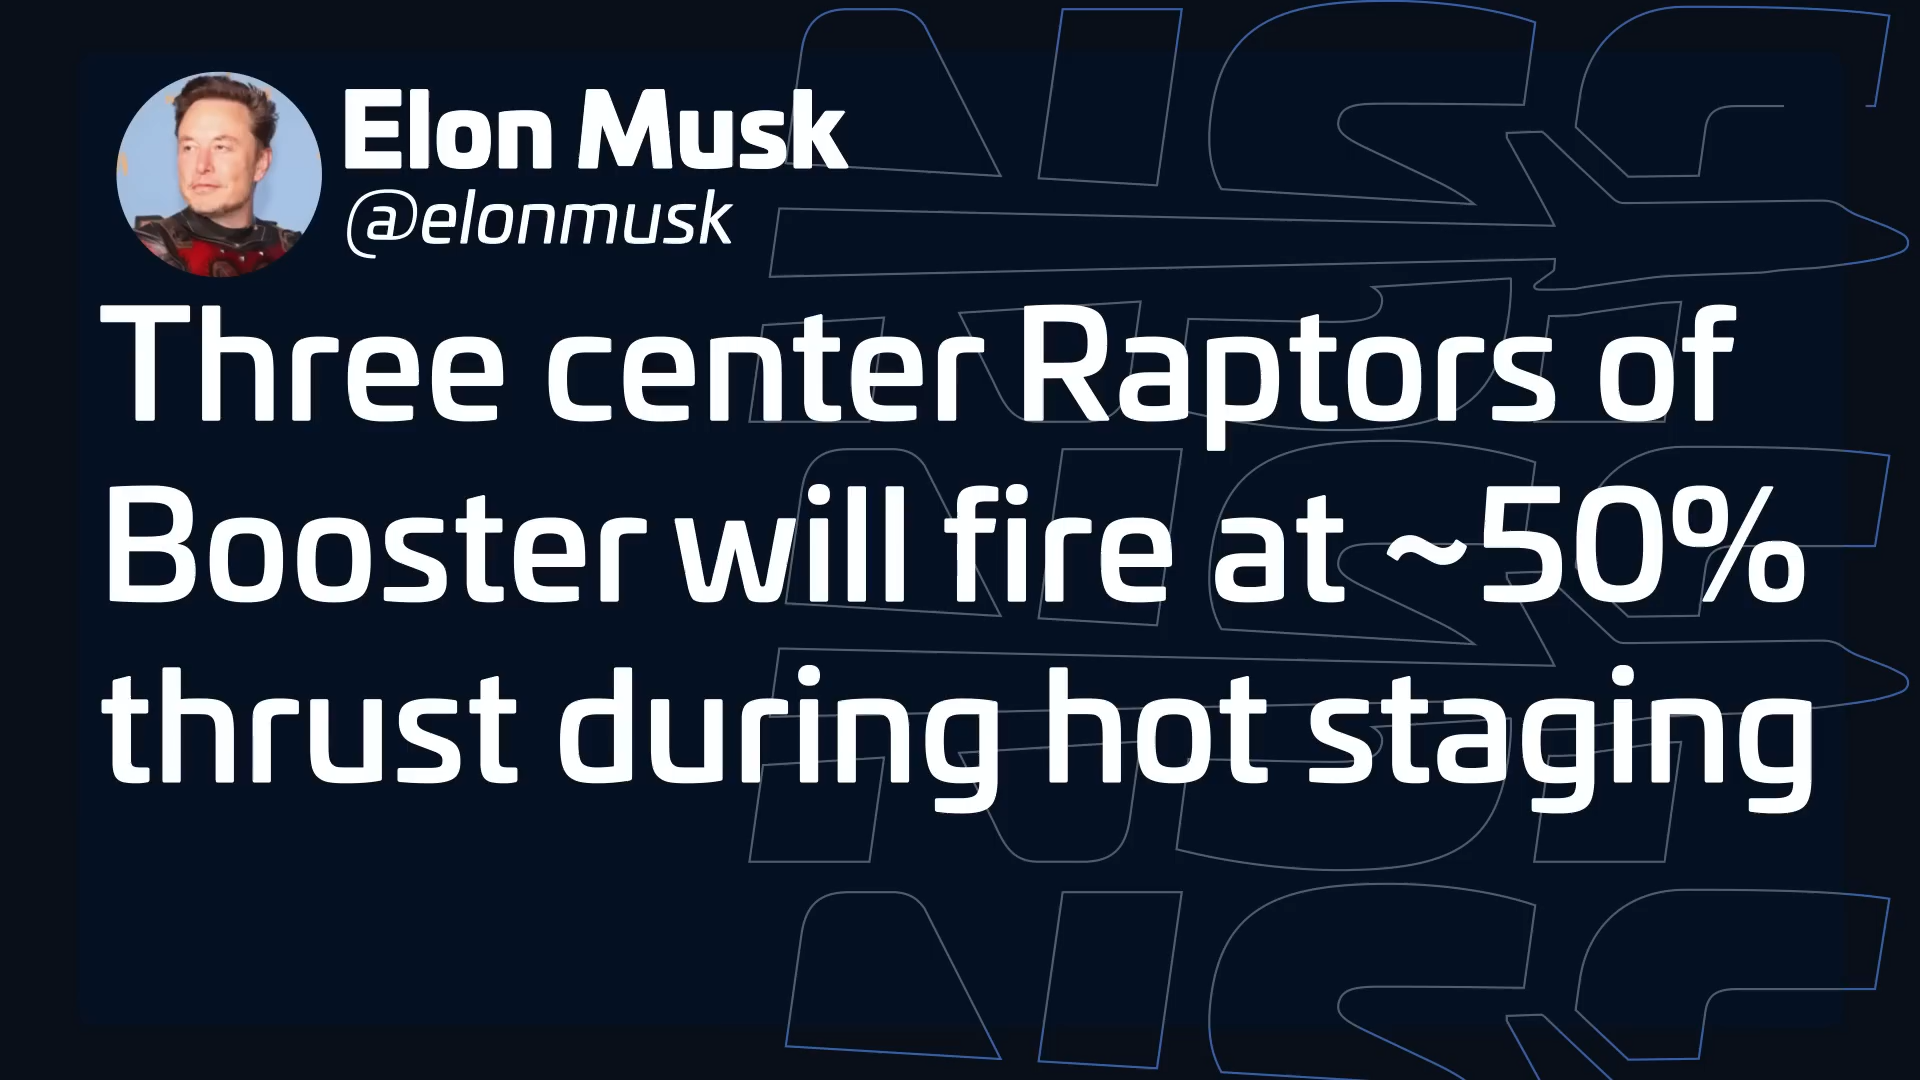 Elon Musk
@elonmusk
Three center Raptors of
Booster will fire at ~50%
thrust during hot staging